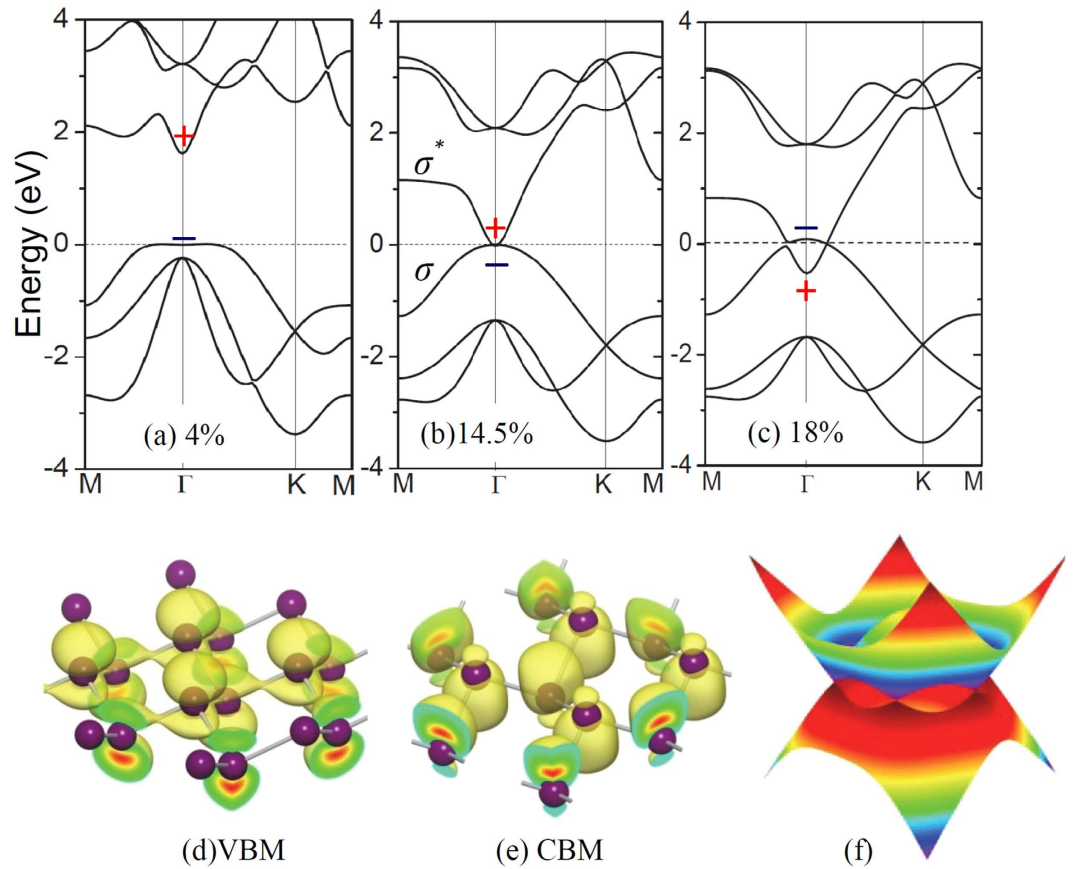 Energy (eV)
4
2
0
-2
-4
+
−
(a) 4%
M Γ K M
4
2
0
-2
-4
σ*
+
σ
−
(b)14.5%
M Γ K M
4
2
0
-2
-4
−
+
(c) 18%
M Γ K M
(d)VBM
(e) CBM
(f)